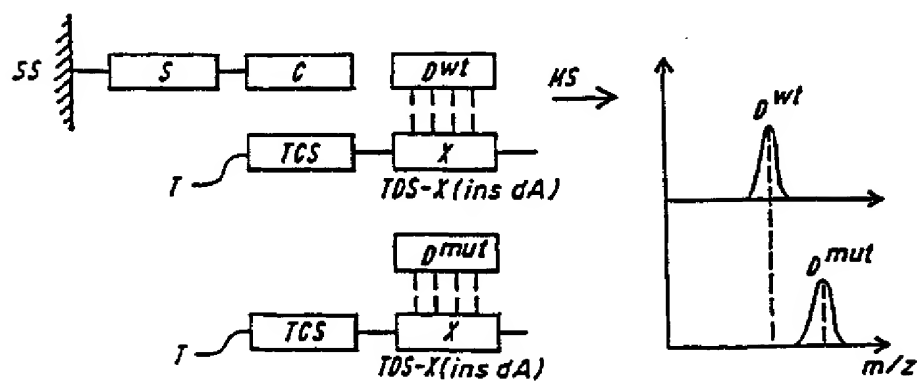 SS S C D wt MS
T TCS X
TDS-X (ins dA)
D mut
T TCS X
TDS-X (ins dA)
D wt
D mut
m/z